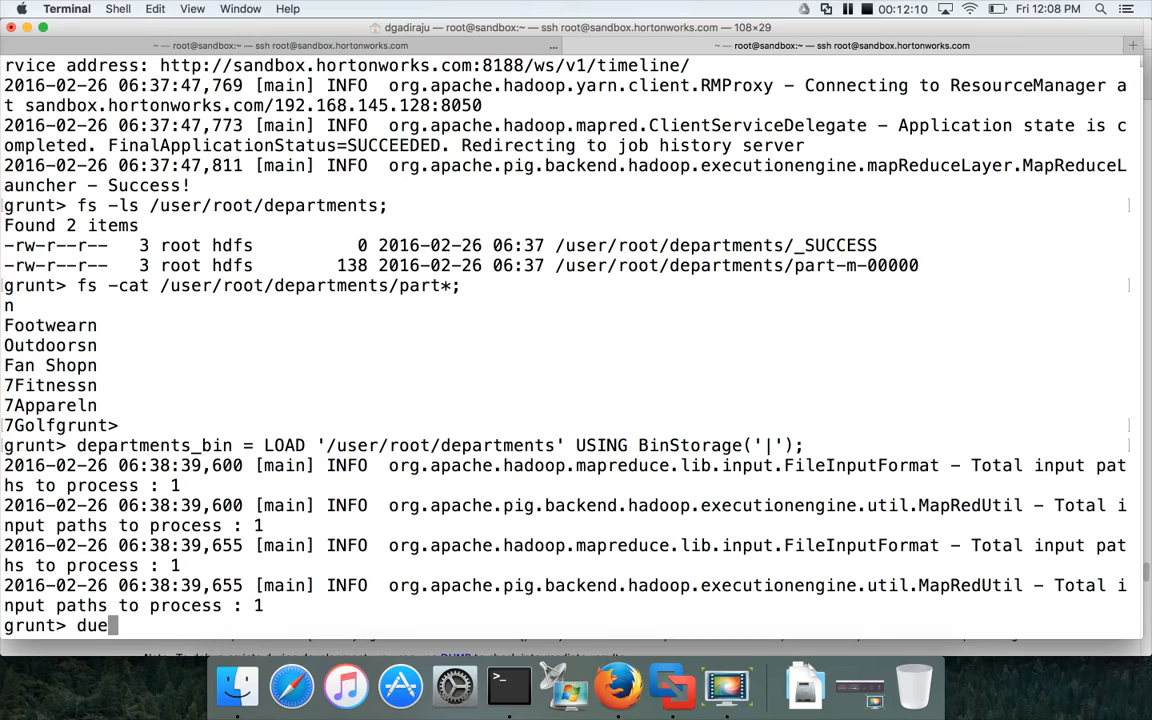 Terminal Shell Edit View Window Help 00:12:10 Fri 12:08 PM
dgadiraju — root@sandbox:~ — ssh root@sandbox.hortonworks.com — 108×29
~ — root@sandbox:~ — ssh root@sandbox.hortonworks.com ... ~ — root@sandbox:~ — ssh root@sandbox.hortonworks.com +
rvice address: http://sandbox.hortonworks.com:8188/ws/v1/timeline/
2016-02-26 06:37:47,769 [main] INFO  org.apache.hadoop.yarn.client.RMProxy - Connecting to ResourceManager a
t sandbox.hortonworks.com/192.168.145.128:8050
2016-02-26 06:37:47,773 [main] INFO  org.apache.hadoop.mapred.ClientServiceDelegate - Application state is c
ompleted. FinalApplicationStatus=SUCCEEDED. Redirecting to job history server
2016-02-26 06:37:47,811 [main] INFO  org.apache.pig.backend.hadoop.executionengine.mapReduceLayer.MapReduceL
auncher - Success!
grunt> fs -ls /user/root/departments;
Found 2 items
-rw-r--r--   3 root hdfs          0 2016-02-26 06:37 /user/root/departments/_SUCCESS
-rw-r--r--   3 root hdfs        138 2016-02-26 06:37 /user/root/departments/part-m-00000
grunt> fs -cat /user/root/departments/part*;
n
Footwearn
Outdoorsn
Fan Shopn
7Fitnessn
7Appareln
7Golfgrunt>
grunt> departments_bin = LOAD '/user/root/departments' USING BinStorage('|');
2016-02-26 06:38:39,600 [main] INFO  org.apache.hadoop.mapreduce.lib.input.FileInputFormat - Total input pat
hs to process : 1
2016-02-26 06:38:39,600 [main] INFO  org.apache.pig.backend.hadoop.executionengine.util.MapRedUtil - Total i
nput paths to process : 1
2016-02-26 06:38:39,655 [main] INFO  org.apache.hadoop.mapreduce.lib.input.FileInputFormat - Total input pat
hs to process : 1
2016-02-26 06:38:39,655 [main] INFO  org.apache.pig.backend.hadoop.executionengine.util.MapRedUtil - Total i
nput paths to process : 1
grunt> due